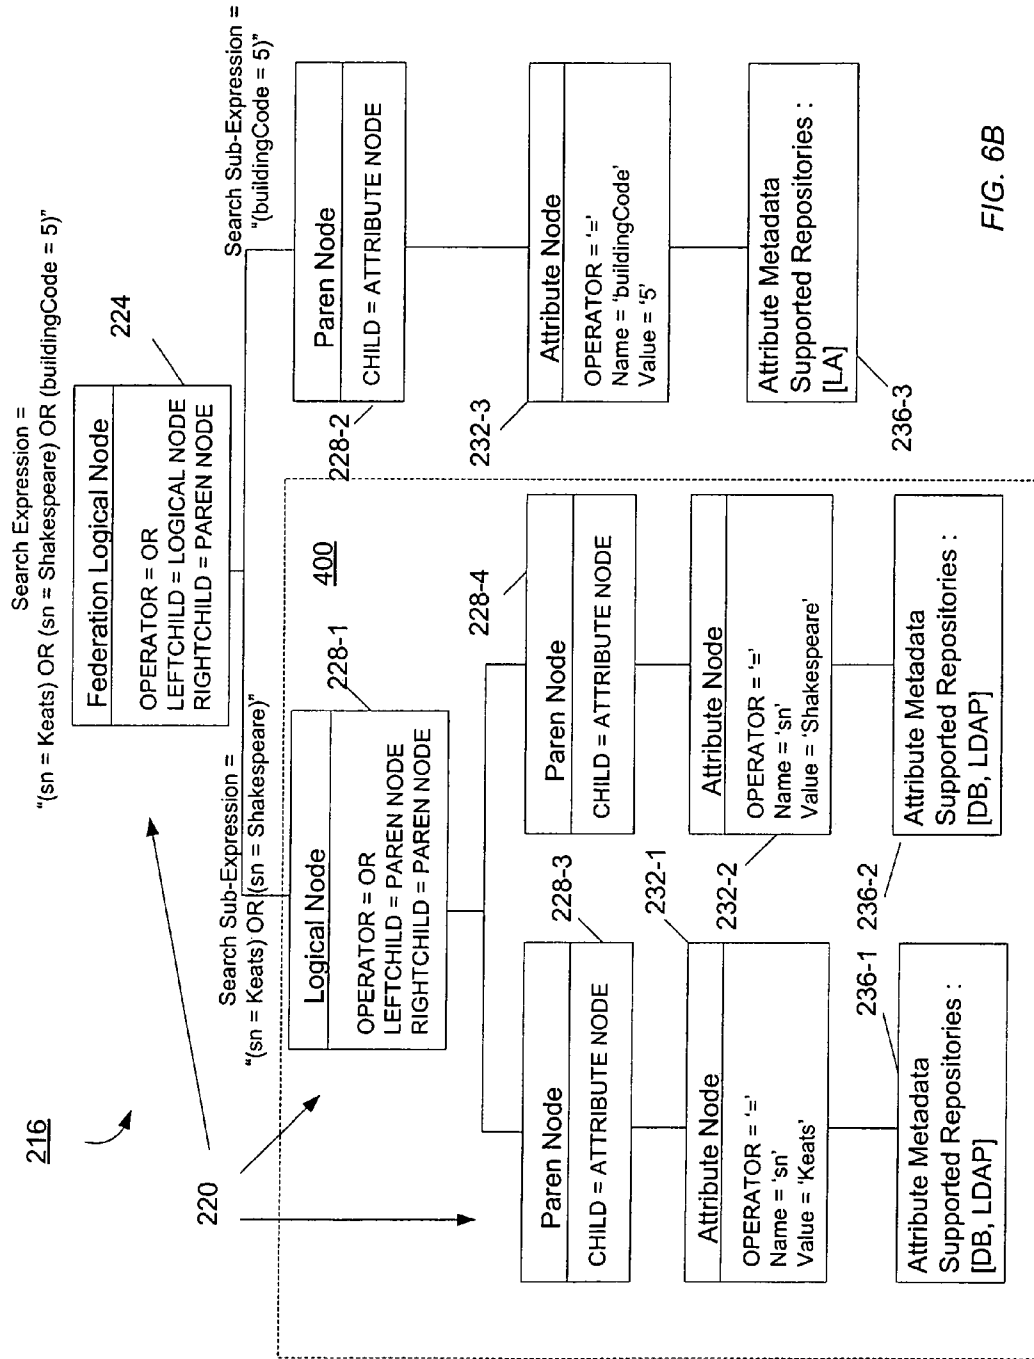 Search Expression =
"(sn = Keats) OR (sn = Shakespeare) OR (buildingCode = 5)"
216
220
224
Federation Logical Node
OPERATOR = OR
LEFTCHILD = LOGICAL NODE
RIGHTCHILD = PAREN NODE
Search Sub-Expression =
"(sn = Keats) OR (sn = Shakespeare)"
Search Sub-Expression =
"(buildingCode = 5)"
400
228-1
Logical Node
OPERATOR = OR
LEFTCHILD = PAREN NODE
RIGHTCHILD = PAREN NODE
228-2
Paren Node
CHILD = ATTRIBUTE NODE
228-3
Paren Node
CHILD = ATTRIBUTE NODE
228-4
Paren Node
CHILD = ATTRIBUTE NODE
232-1
Attribute Node
OPERATOR = '='
Name = 'sn'
Value = 'Keats'
232-2
Attribute Node
OPERATOR = '='
Name = 'sn'
Value = 'Shakespeare'
232-3
Attribute Node
OPERATOR = '='
Name = 'buildingCode'
Value = '5'
236-1
Attribute Metadata
Supported Repositories :
[DB, LDAP]
236-2
Attribute Metadata
Supported Repositories :
[DB, LDAP]
236-3
Attribute Metadata
Supported Repositories :
[LA]
FIG. 6B